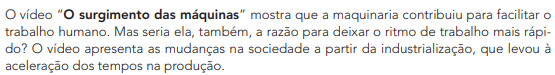 O vídeo “O surgimento das máquinas” mostra que a maquinaria contribuiu para facilitar o
trabalho humano. Mas seria ela, também, a razão para deixar o ritmo de trabalho mais rápi-
do? O vídeo apresenta as mudanças na sociedade a partir da industrialização, que levou à
aceleração dos tempos na produção.